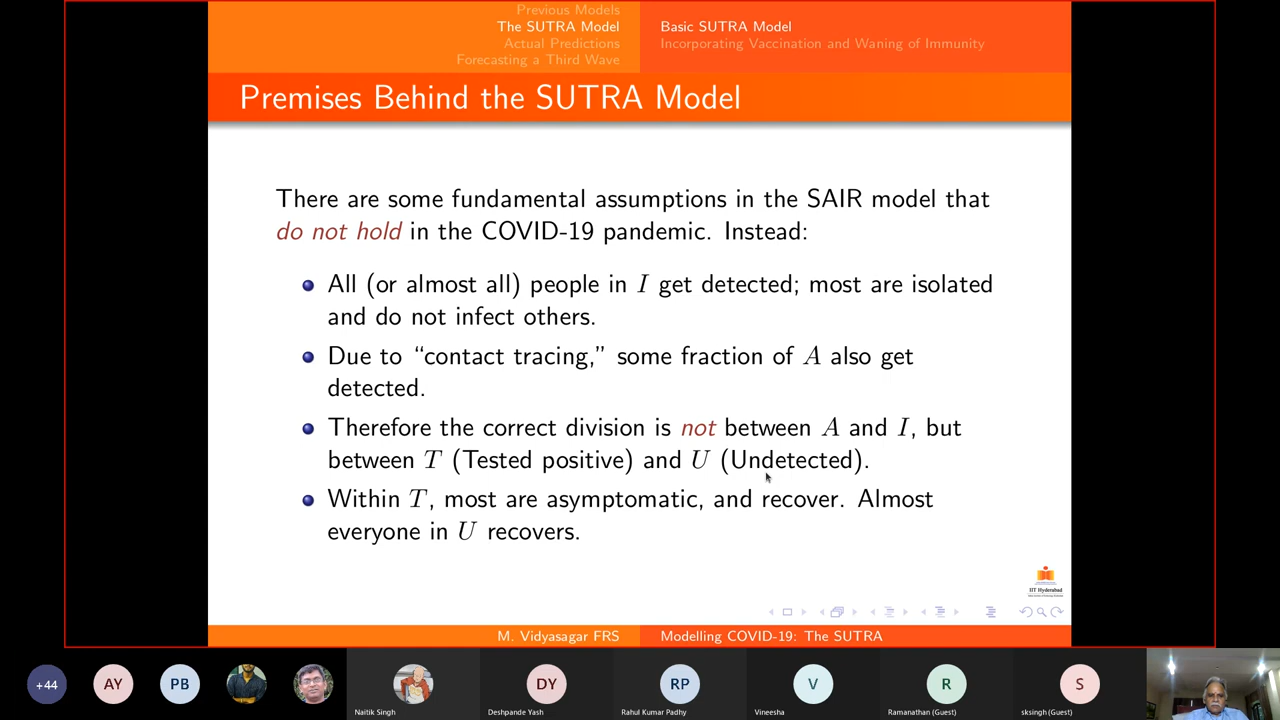 Previous Models
The SUTRA Model
Actual Predictions
Forecasting a Third Wave
Basic SUTRA Model
Incorporating Vaccination and Waning of Immunity
Premises Behind the SUTRA Model
There are some fundamental assumptions in the SAIR model that
do not hold in the COVID-19 pandemic. Instead:
All (or almost all) people in I get detected; most are isolated
and do not infect others.
Due to “contact tracing,” some fraction of A also get
detected.
Therefore the correct division is not between A and I, but
between T (Tested positive) and U (Undetected).
Within T, most are asymptomatic, and recover. Almost
everyone in U recovers.
IIT Hyderabad
M. Vidyasagar FRS
Modelling COVID-19: The SUTRA
+44
AY
PB
DY
RP
V
R
S
Naitik Singh
Deshpande Yash
Rahul Kumar Padhy
Vineesha
Ramanathan (Guest)
sksingh (Guest)